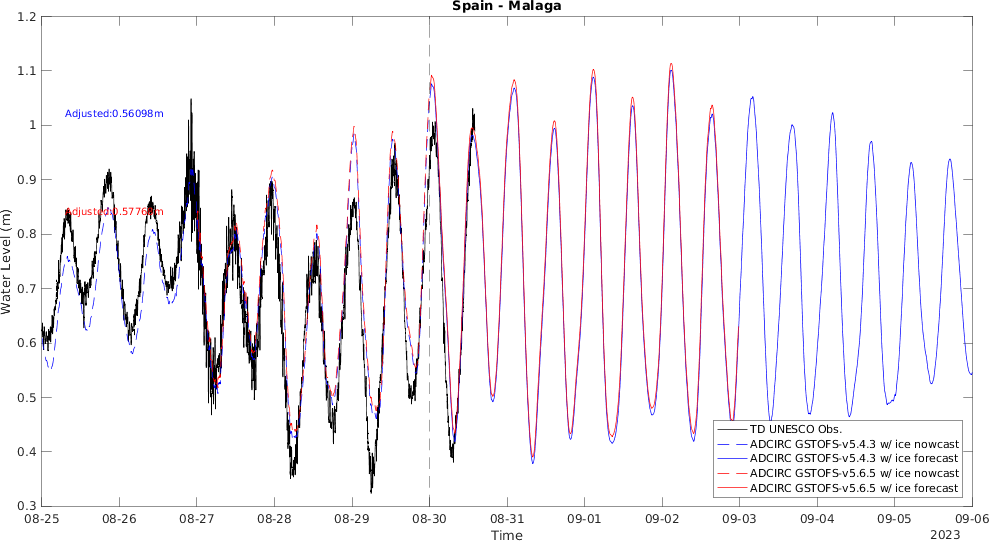 Spain - Malaga
1.2
1.1
1
0.9
0.8
0.7
0.6
0.5
0.4
0.3
Water Level (m)
Adjusted:0.56098m
08-25
08-26
08-27
08-28
08-29
08-30
08-31
09-01
09-02
09-03
09-04
09-05
09-06
Time
2023
TD UNESCO Obs.
ADCIRC GSTOFS-v5.4.3 w/ ice nowcast
ADCIRC GSTOFS-v5.4.3 w/ ice forecast
ADCIRC GSTOFS-v5.6.5 w/ ice nowcast
ADCIRC GSTOFS-v5.6.5 w/ ice forecast